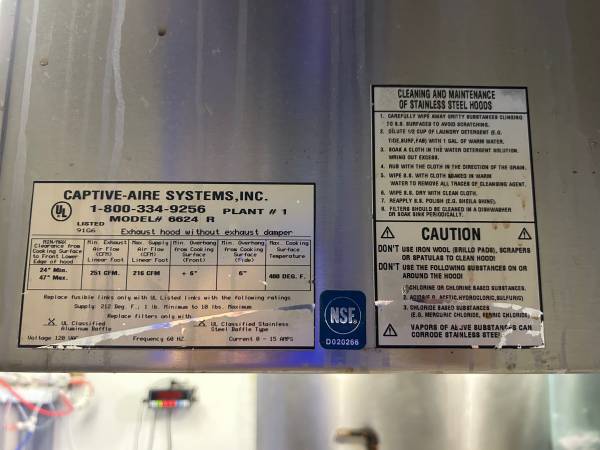 CAPTIVE-AIRE SYSTEMS, INC.
1-800-334-9256 PLANT # 1
UL
LISTED
91G6
MODEL# 6624 R
Exhaust hood without exhaust damper
MIN/MAX Clearance from Cooking Surface to Front Lower Edge of hood
Min. Exhaust Air Flow (CFM) Linear Foot
Max. Supply Air Flow (CFM) Linear Foot
Min. Overhang from Cooking Surface (Front)
Min. Overhang from Cooking Surface (Side)
Max. Cooking Surface Temperature
24" Min.
47" Max.
251 CFM.
216 CFM
6"
6"
400 DEG. F.
Replace fusible links only with UL Listed links with the following ratings
Supply: 212 Deg. F., 1 lb. Minimum to 10 lbs. Maximum
Replace filters only with
X UL Classified Aluminum Baffle
X UL Classified Stainless Steel Baffle Type
Voltage 120 VAC Frequency 60 HZ. Current 0 - 15 AMPS
NSF.
D020266
CLEANING AND MAINTENANCE
OF STAINLESS STEEL HOODS
1. CAREFULLY WIPE AWAY GRITTY SUBSTANCES CLINGING
TO S.S. SURFACES TO AVOID SCRATCHING.
2. DILUTE 1/2 CUP OF LAUNDRY DETERGENT (E.G.
TIDE,SURF,FAB) WITH 1 GAL. OF WARM WATER.
3. SOAK A CLOTH IN THE WATER DETERGENT SOLUTION.
WRING OUT EXCESS.
4. RUB WITH THE CLOTH IN THE DIRECTION OF THE GRAIN.
5. WIPE S.S. WITH CLOTH SOAKED IN WARM
WATER TO REMOVE ALL TRACES OF CLEANSING AGENT.
6. WIPE S.S. DRY WITH CLEAN CLOTH.
7. REAPPLY S.S. POLISH (E.G. SHEILA SHINE).
8. FILTERS SHOULD BE CLEANED IN A DISHWASHER
OR SOAK SINK PERIODICALLY.
CAUTION
DON'T USE IRON WOOL (BRILLO PADS), SCRAPERS
OR SPATULAS TO CLEAN HOOD!
DON'T USE THE FOLLOWING SUBSTANCES ON OR
AROUND THE HOOD!
CHLORINE OR CHLORINE BASED SUBSTANCES.
2. ACIDS (E.G. ACETIC, HYDROCLORIC, SULFURIC)
3. CHLORIDE BASED SUBSTANCES
(E.G. MERCURIC CHLORIDE, FERRIC CHLORIDE)
VAPORS OF ABOVE SUBSTANCES CAN
CORRODE STAINLESS STEEL